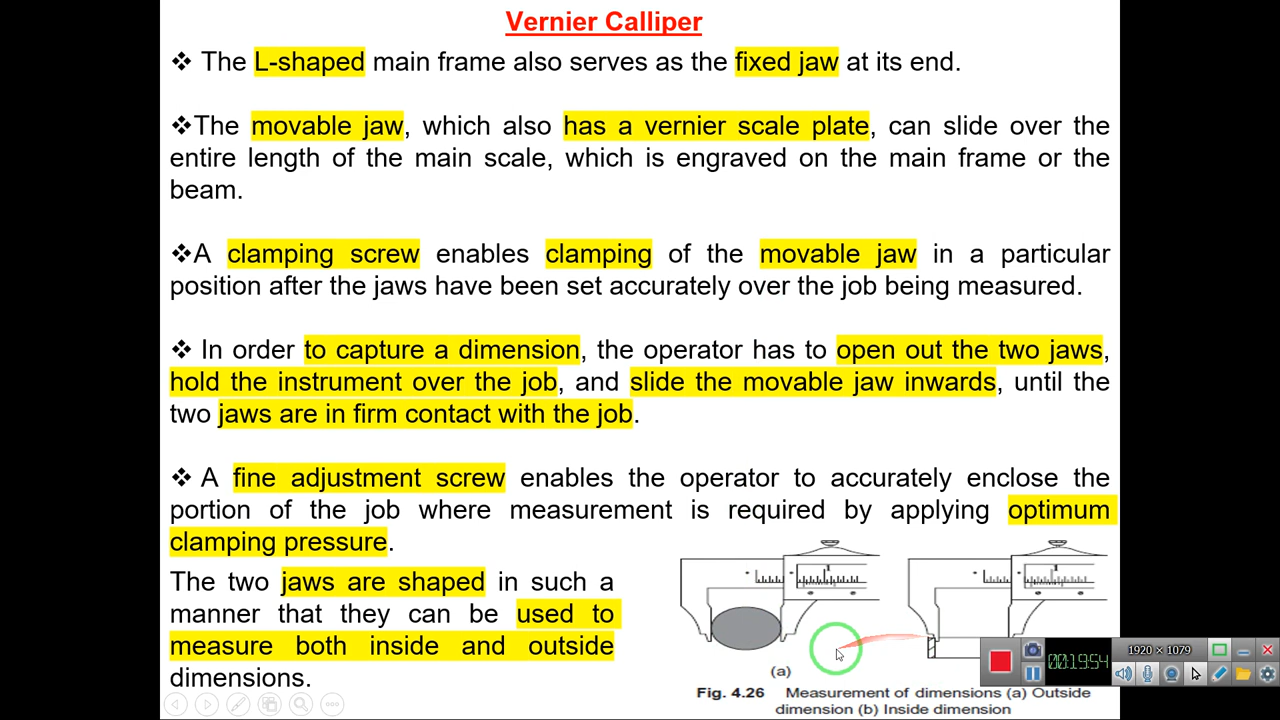 Vernier Calliper
❖ The L-shaped main frame also serves as the fixed jaw at its end.
❖The movable jaw, which also has a vernier scale plate, can slide over the
entire length of the main scale, which is engraved on the main frame or the
beam.
❖A clamping screw enables clamping of the movable jaw in a particular
position after the jaws have been set accurately over the job being measured.
❖ In order to capture a dimension, the operator has to open out the two jaws,
hold the instrument over the job, and slide the movable jaw inwards, until the
two jaws are in firm contact with the job.
❖ A fine adjustment screw enables the operator to accurately enclose the
portion of the job where measurement is required by applying optimum
clamping pressure.
The two jaws are shaped in such a
manner that they can be used to
measure both inside and outside
dimensions.
(a)
Fig. 4.26 Measurement of dimensions (a) Outside
dimension (b) Inside dimension
00:19:54
1920 × 1079